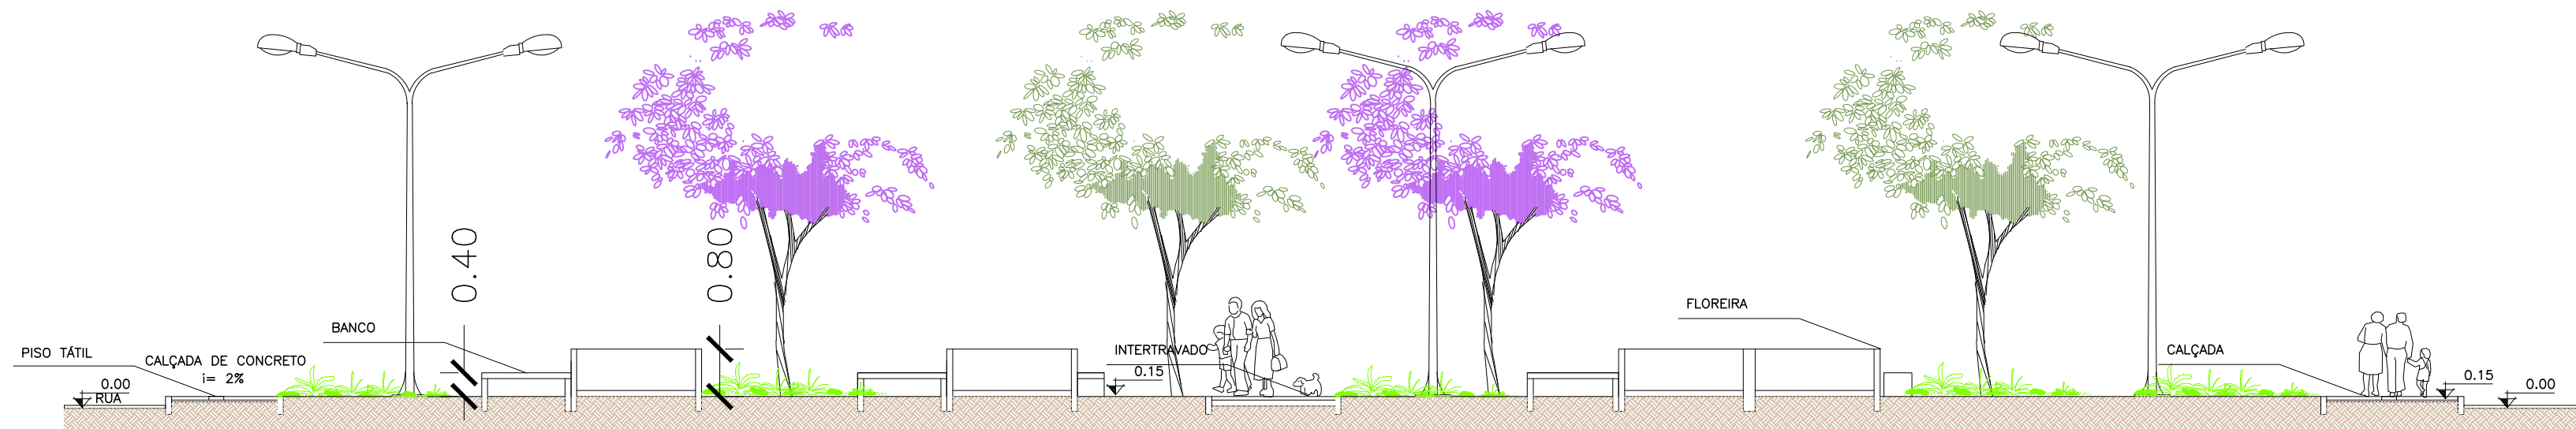 PISO TÁTIL
0.00
RUA
CALÇADA DE CONCRETO
i= 2%
BANCO
0.40
0.80
INTERTRAVADO
0.15
FLOREIRA
CALÇADA
0.15
0.00